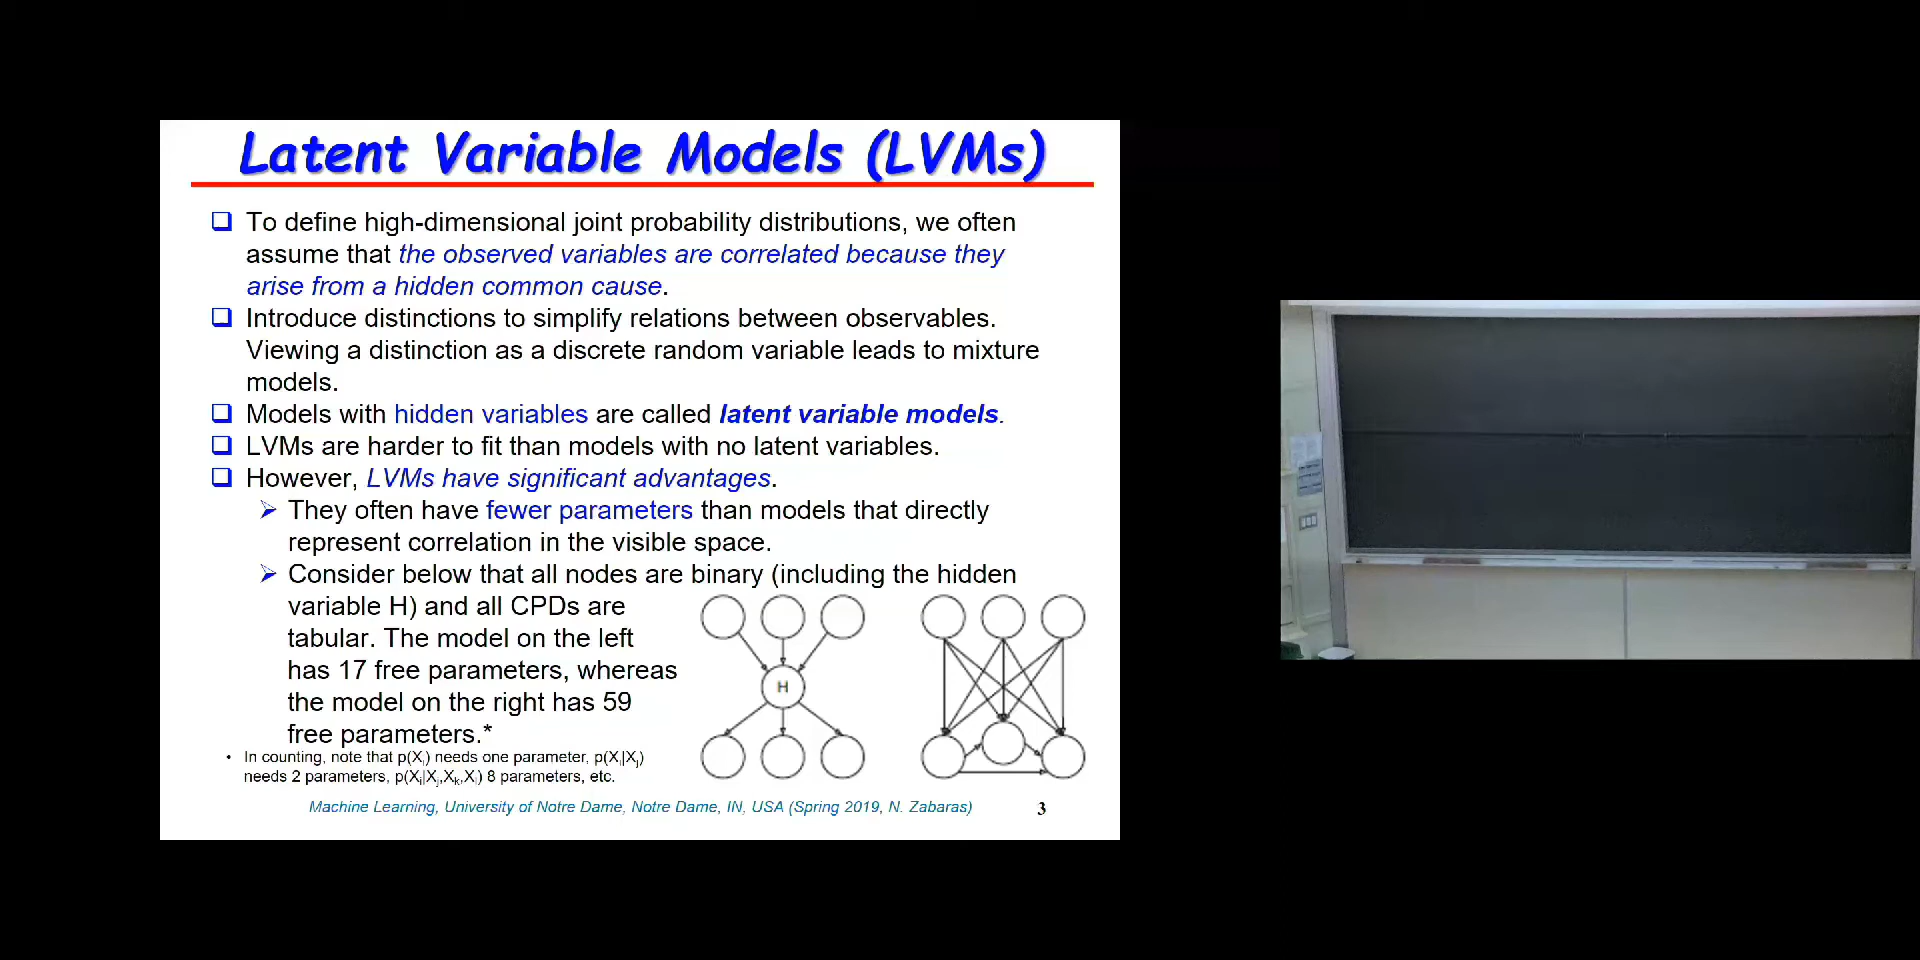 Latent Variable Models (LVMs)
To define high-dimensional joint probability distributions, we often
assume that the observed variables are correlated because they
arise from a hidden common cause.
Introduce distinctions to simplify relations between observables.
Viewing a distinction as a discrete random variable leads to mixture
models.
Models with hidden variables are called latent variable models.
LVMs are harder to fit than models with no latent variables.
However, LVMs have significant advantages.
They often have fewer parameters than models that directly
represent correlation in the visible space.
Consider below that all nodes are binary (including the hidden
variable H) and all CPDs are
tabular. The model on the left
has 17 free parameters, whereas
the model on the right has 59
free parameters.*
H
• In counting, note that p(Xi) needs one parameter, p(Xi|Xj)
needs 2 parameters, p(Xi|Xj,Xk,Xl) 8 parameters, etc.
Machine Learning, University of Notre Dame, Notre Dame, IN, USA (Spring 2019, N. Zabaras)
3